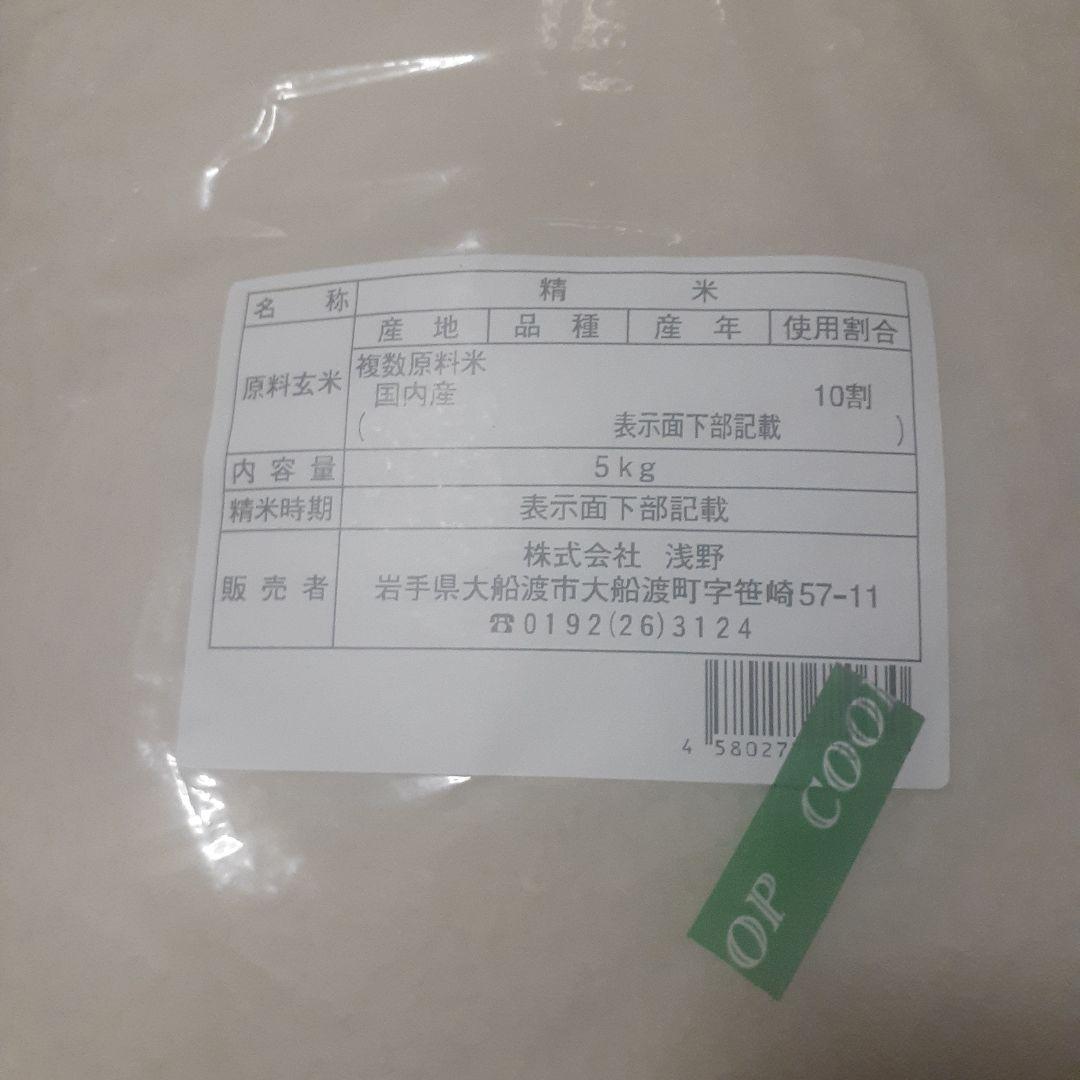 名称 精米
産地 品種 産年 使用割合
原料玄米
複数原料米
国内産 10割
( 表示面下部記載 )
内容量 5kg
精米時期 表示面下部記載
販売者
株式会社 浅野
岩手県大船渡市大船渡町字笹崎57-11
☎0192(26)3124
4 58027
OP COO